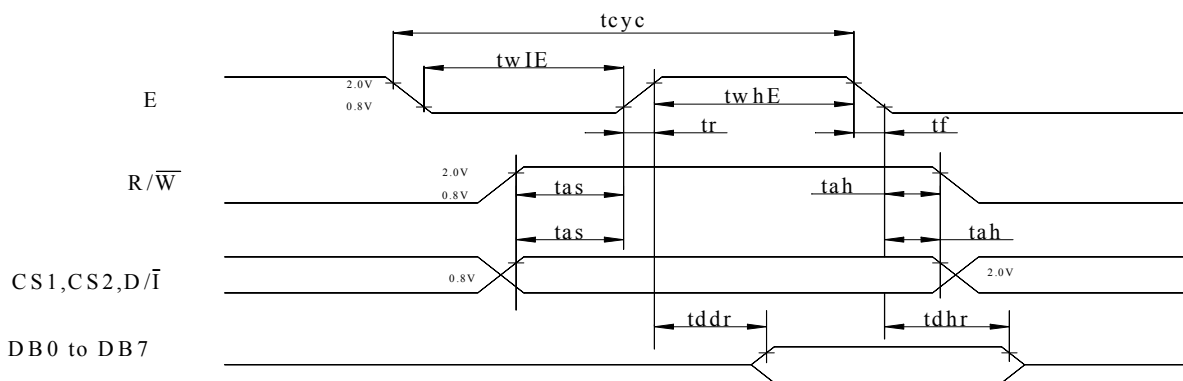 tcyc
twIE
2.0V
E
0.8V
twhE
tr
tf
R/W̅
2.0V
0.8V
tas
tah
tas
tah
CS1,CS2,D/I̅
0.8V
2.0V
tddr
tdhr
DB0 to DB7